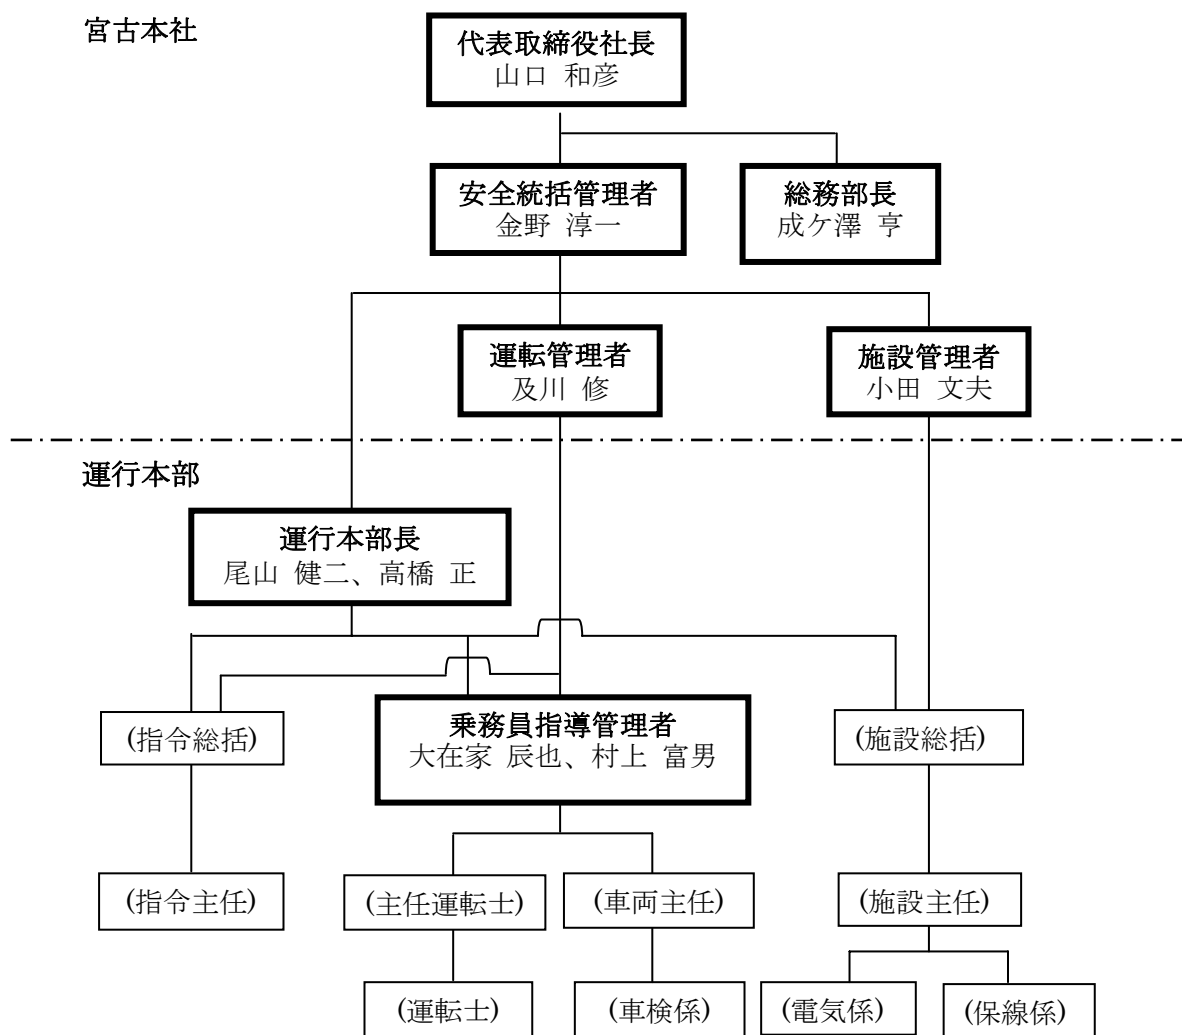 宮古本社
代表取締役社長
山口 和彦
安全統括管理者
金野 淳一
総務部長
成ケ澤 亨
運転管理者
及川 修
施設管理者
小田 文夫
運行本部
運行本部長
尾山 健二、高橋 正
(指令総括)
乗務員指導管理者
大在家 辰也、村上 富男
(施設総括)
(指令主任)
(主任運転士)
(車両主任)
(施設主任)
(運転士)
(車検係)
(電気係)
(保線係)